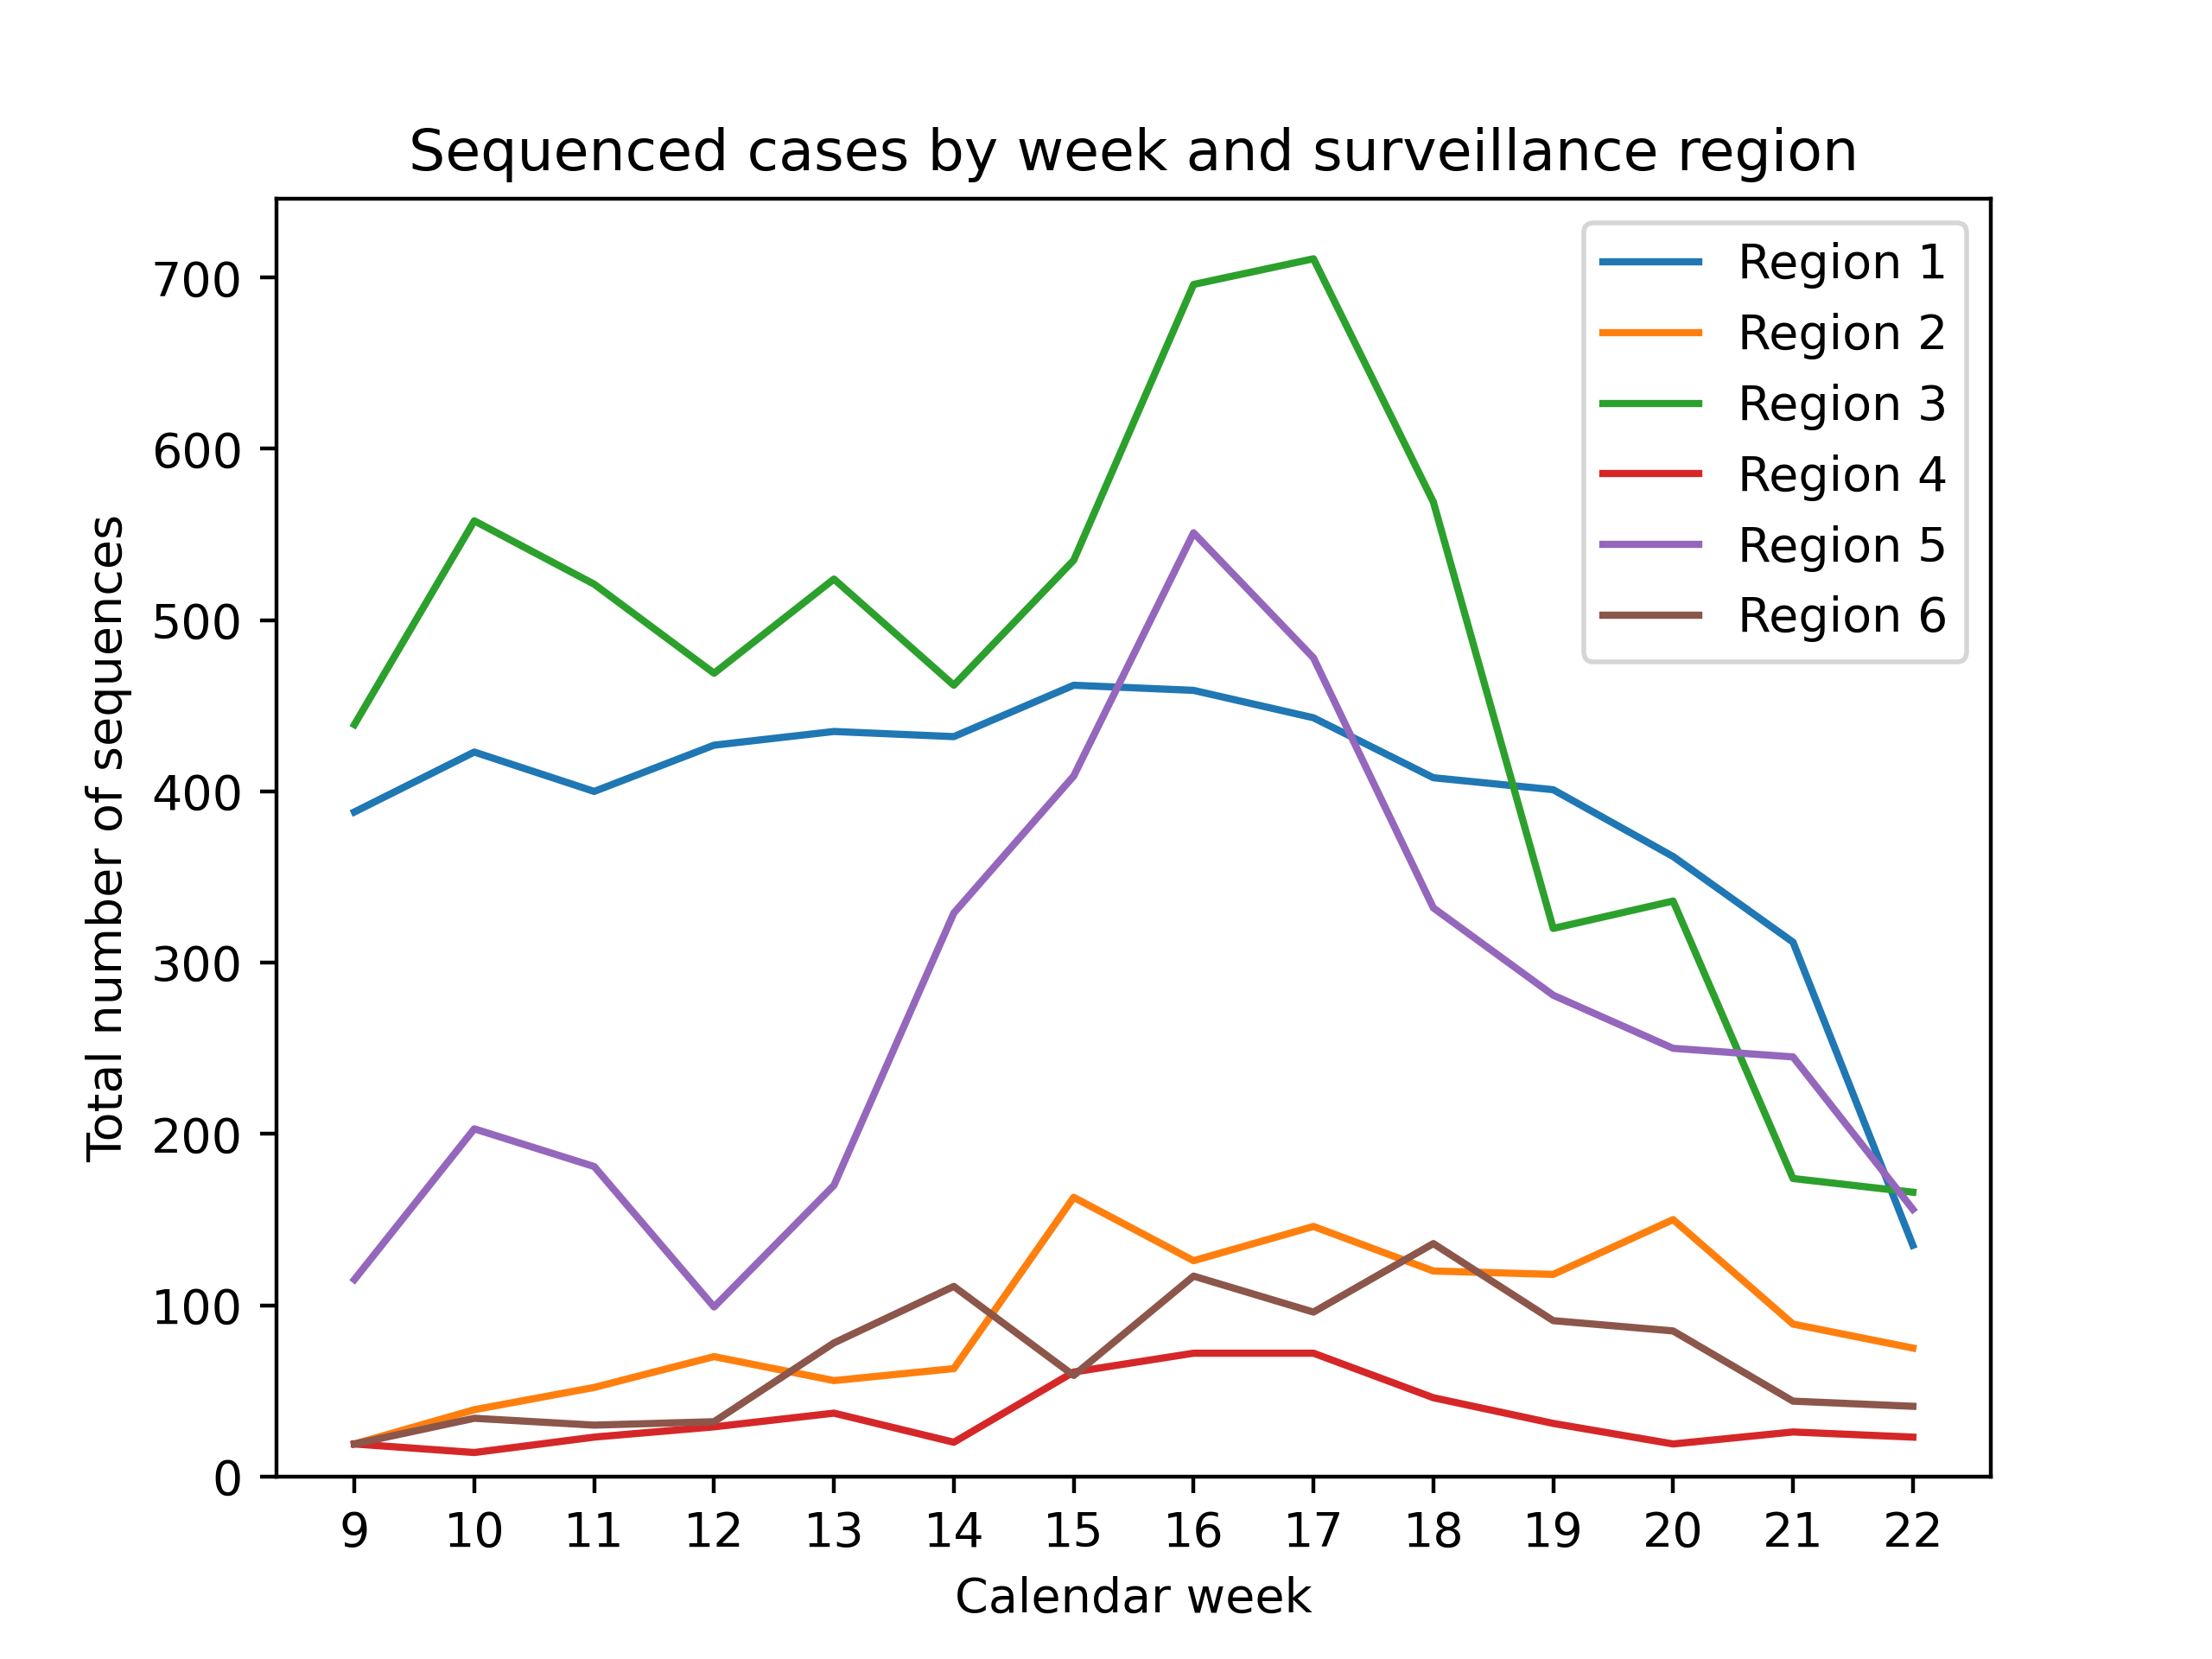 Sequenced cases by week and surveillance region
Total number of sequences
700
600
500
400
300
200
100
0
Region 1
Region 2
Region 3
Region 4
Region 5
Region 6
9 10 11 12 13 14 15 16 17 18 19 20 21 22
Calendar week